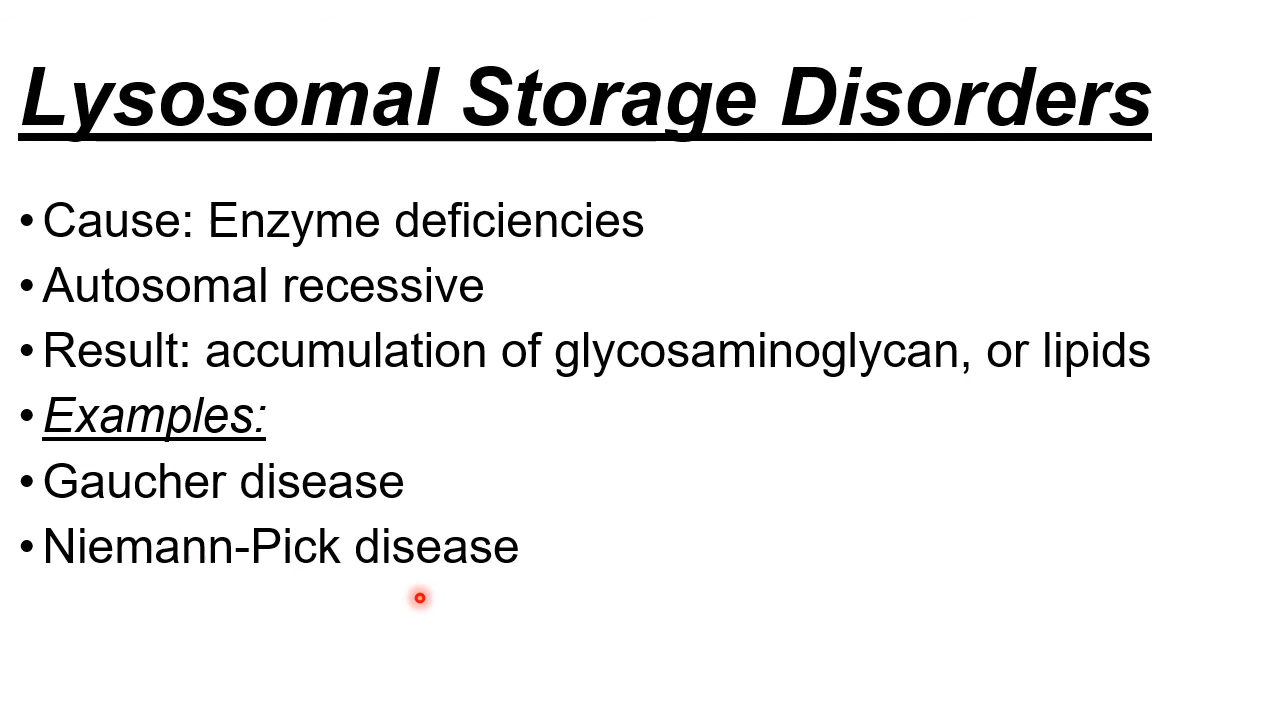 Lysosomal Storage Disorders
• Cause: Enzyme deficiencies
• Autosomal recessive
• Result: accumulation of glycosaminoglycan, or lipids
• Examples:
• Gaucher disease
• Niemann-Pick disease